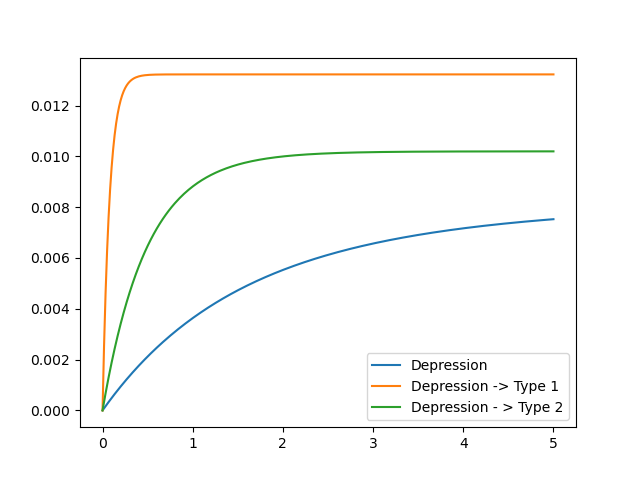 0.012
0.010
0.008
0.006
0.004
0.002
0.000
Depression
Depression -> Type 1
Depression - > Type 2
0 1 2 3 4 5